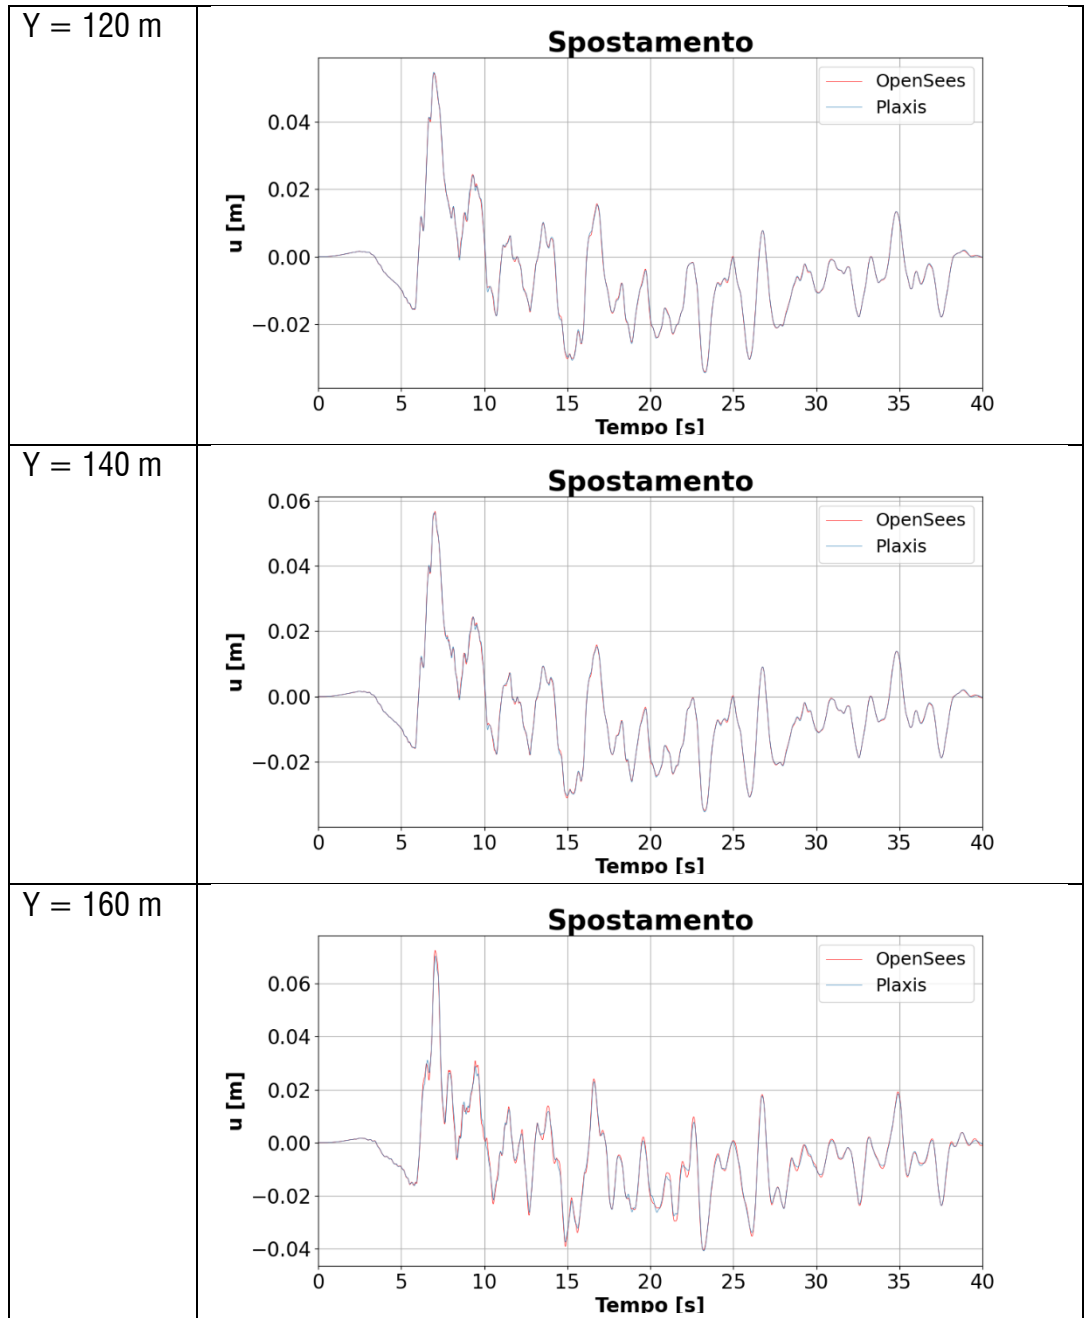 Y = 120 m
Spostamento
OpenSees
Plaxis
0.04
0.02
0.00
−0.02
u [m]
0 5 10 15 20 25 30 35 40
Tempo [s]
Y = 140 m
Spostamento
OpenSees
Plaxis
0.06
0.04
0.02
0.00
−0.02
u [m]
0 5 10 15 20 25 30 35 40
Tempo [s]
Y = 160 m
Spostamento
OpenSees
Plaxis
0.06
0.04
0.02
0.00
−0.02
−0.04
u [m]
0 5 10 15 20 25 30 35 40
Tempo [s]